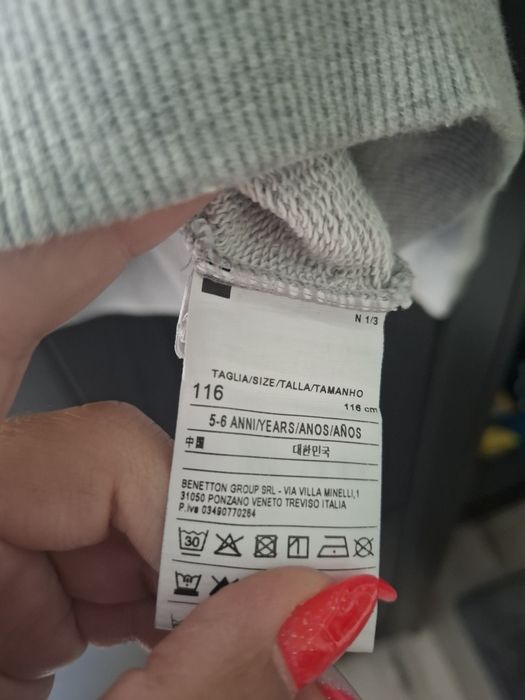 N 1/3
TAGLIA/SIZE/TALLA/TAMANHO
116
116 cm
5-6 ANNI/YEARS/ANOS/AÑOS
中国
대한민국
BENETTON GROUP SRL - VIA VILLA MINELLI,1
31050 PONZANO VENETO TREVISO ITALIA
P.iva 03490770264
30